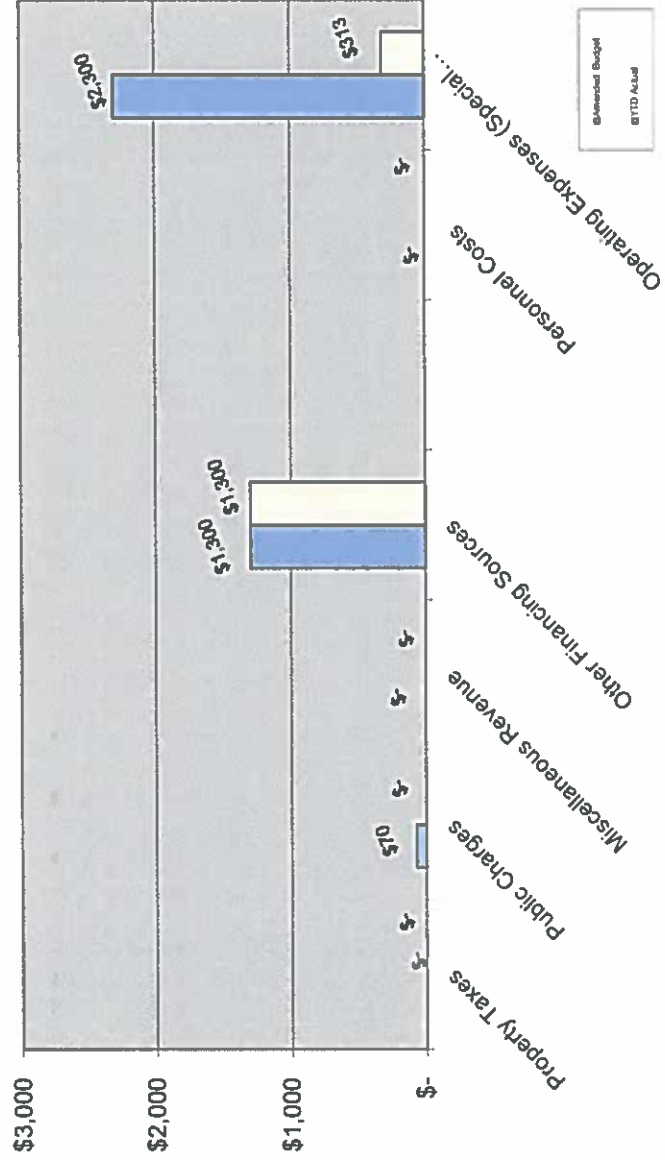 $3,000
$2,000
$1,000
$-
$-
$-
$70
$-
$-
$-
$1,300
$1,300
$-
$-
$2,300
$313
Property Taxes
Public Charges
Miscellaneous Revenue
Other Financing Sources
Personnel Costs
Operating Expenses (Special...
Amended Budget
YTD Actual